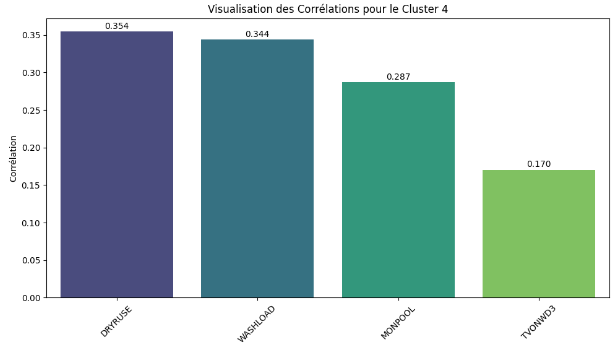 Visualisation des Corrélations pour le Cluster 4
Corrélation
0.35
0.30
0.25
0.20
0.15
0.10
0.05
0.00
0.354
0.344
0.287
0.170
DRYRUSE
WASHLOAD
MONPOOL
TVONWD3